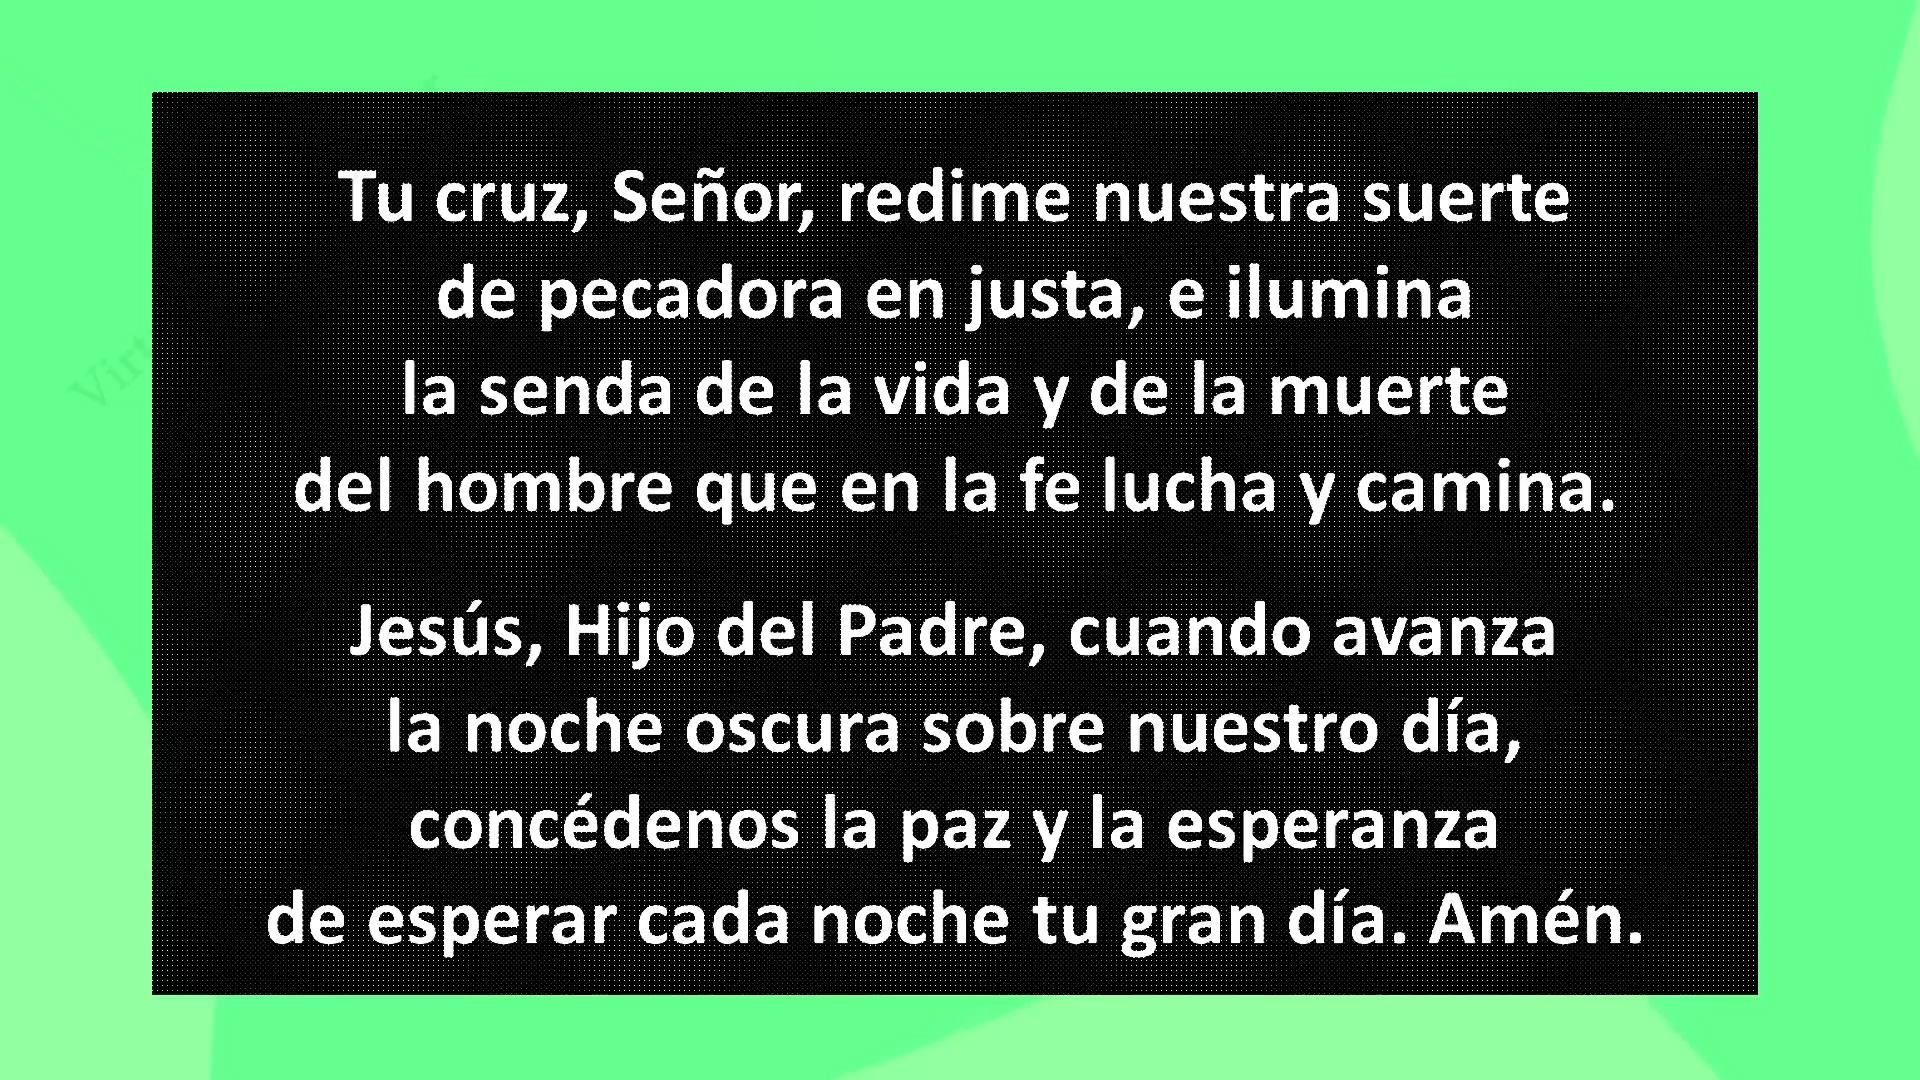 Tu cruz, Señor, redime nuestra suerte
de pecadora en justa, e ilumina
la senda de la vida y de la muerte
del hombre que en la fe lucha y camina.
Jesús, Hijo del Padre, cuando avanza
la noche oscura sobre nuestro día,
concédenos la paz y la esperanza
de esperar cada noche tu gran día. Amén.